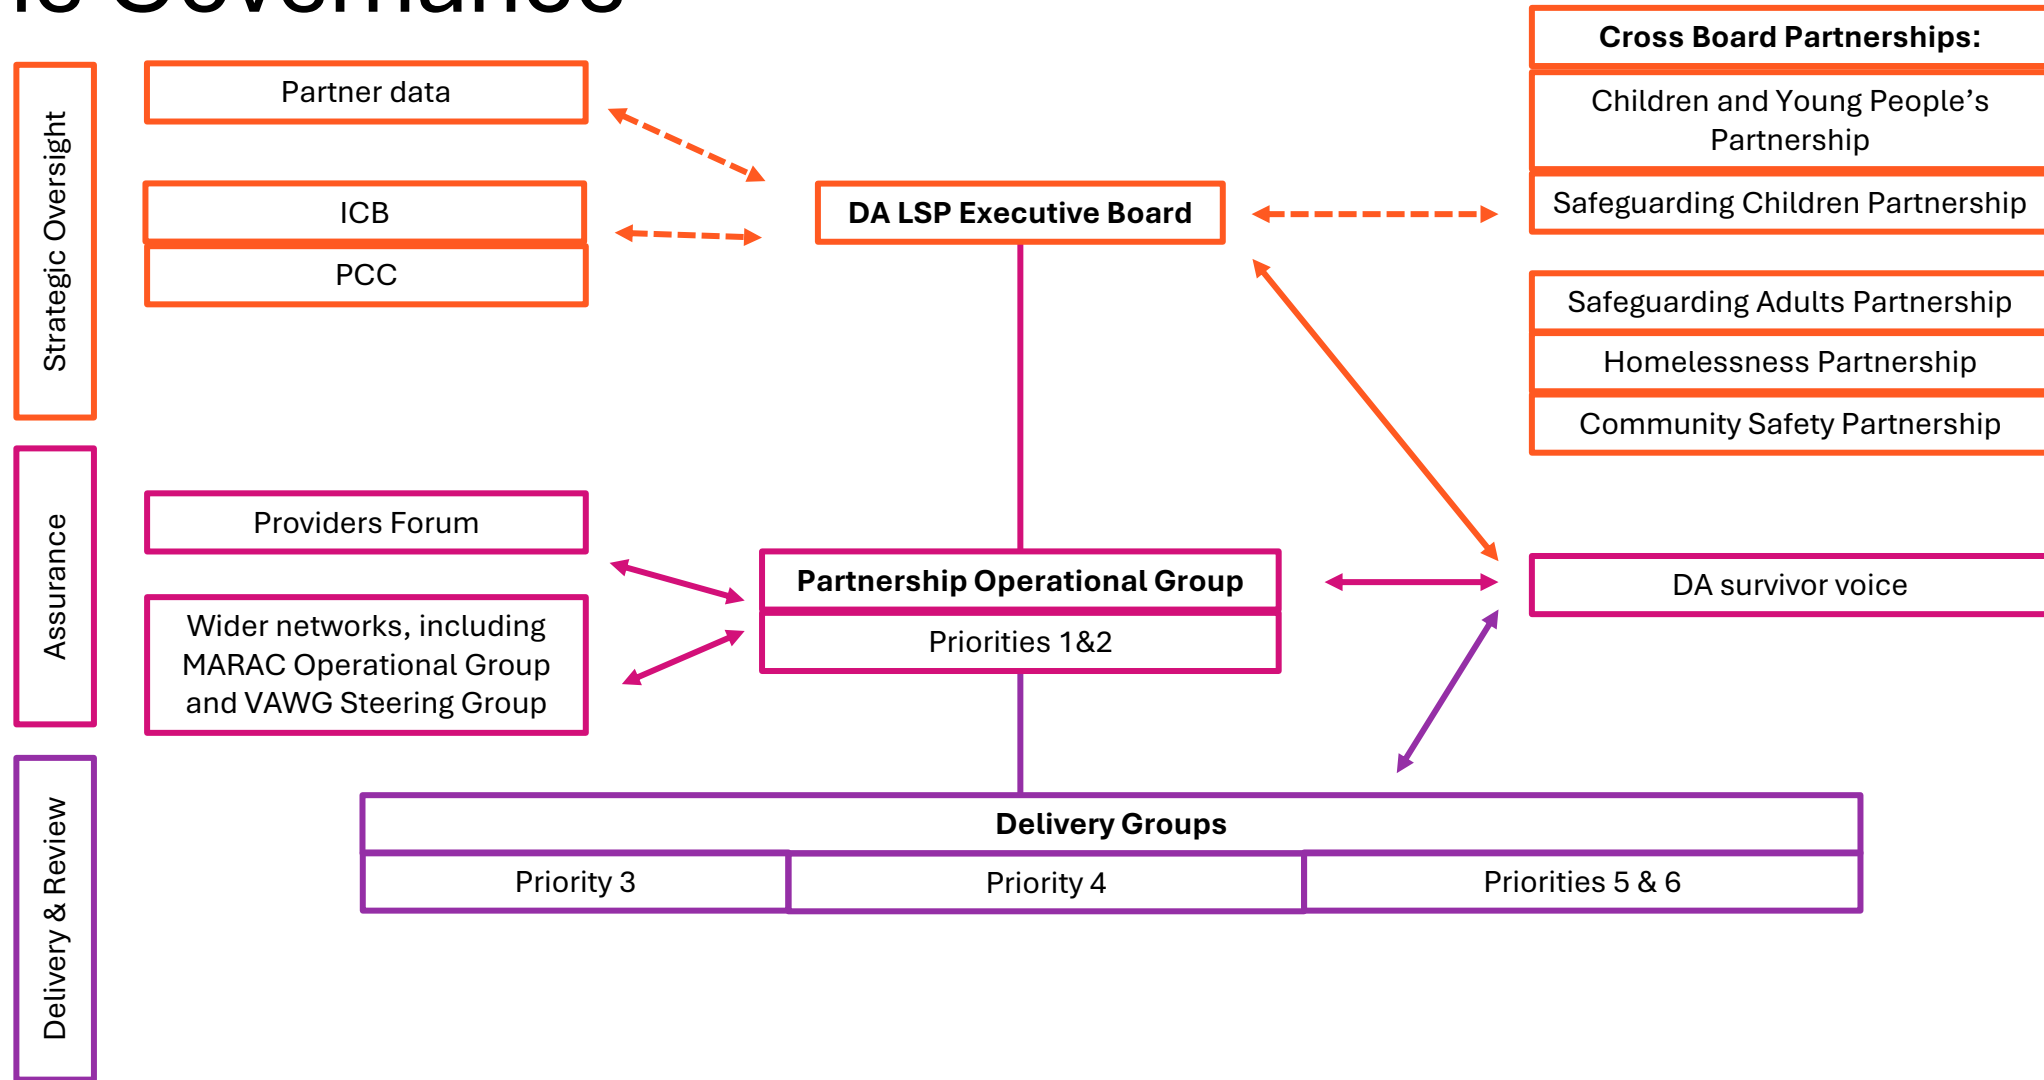 Governance
Cross Board Partnerships:
Children and Young People's
Partnership
Safeguarding Children Partnership
Safeguarding Adults Partnership
Homelessness Partnership
Community Safety Partnership
Strategic Oversight
Partner data
ICB
PCC
DA LSP Executive Board
Assurance
Providers Forum
Wider networks, including
MARAC Operational Group
and VAWG Steering Group
Partnership Operational Group
Priorities 1&2
DA survivor voice
Delivery & Review
Delivery Groups
Priority 3
Priority 4
Priorities 5 & 6